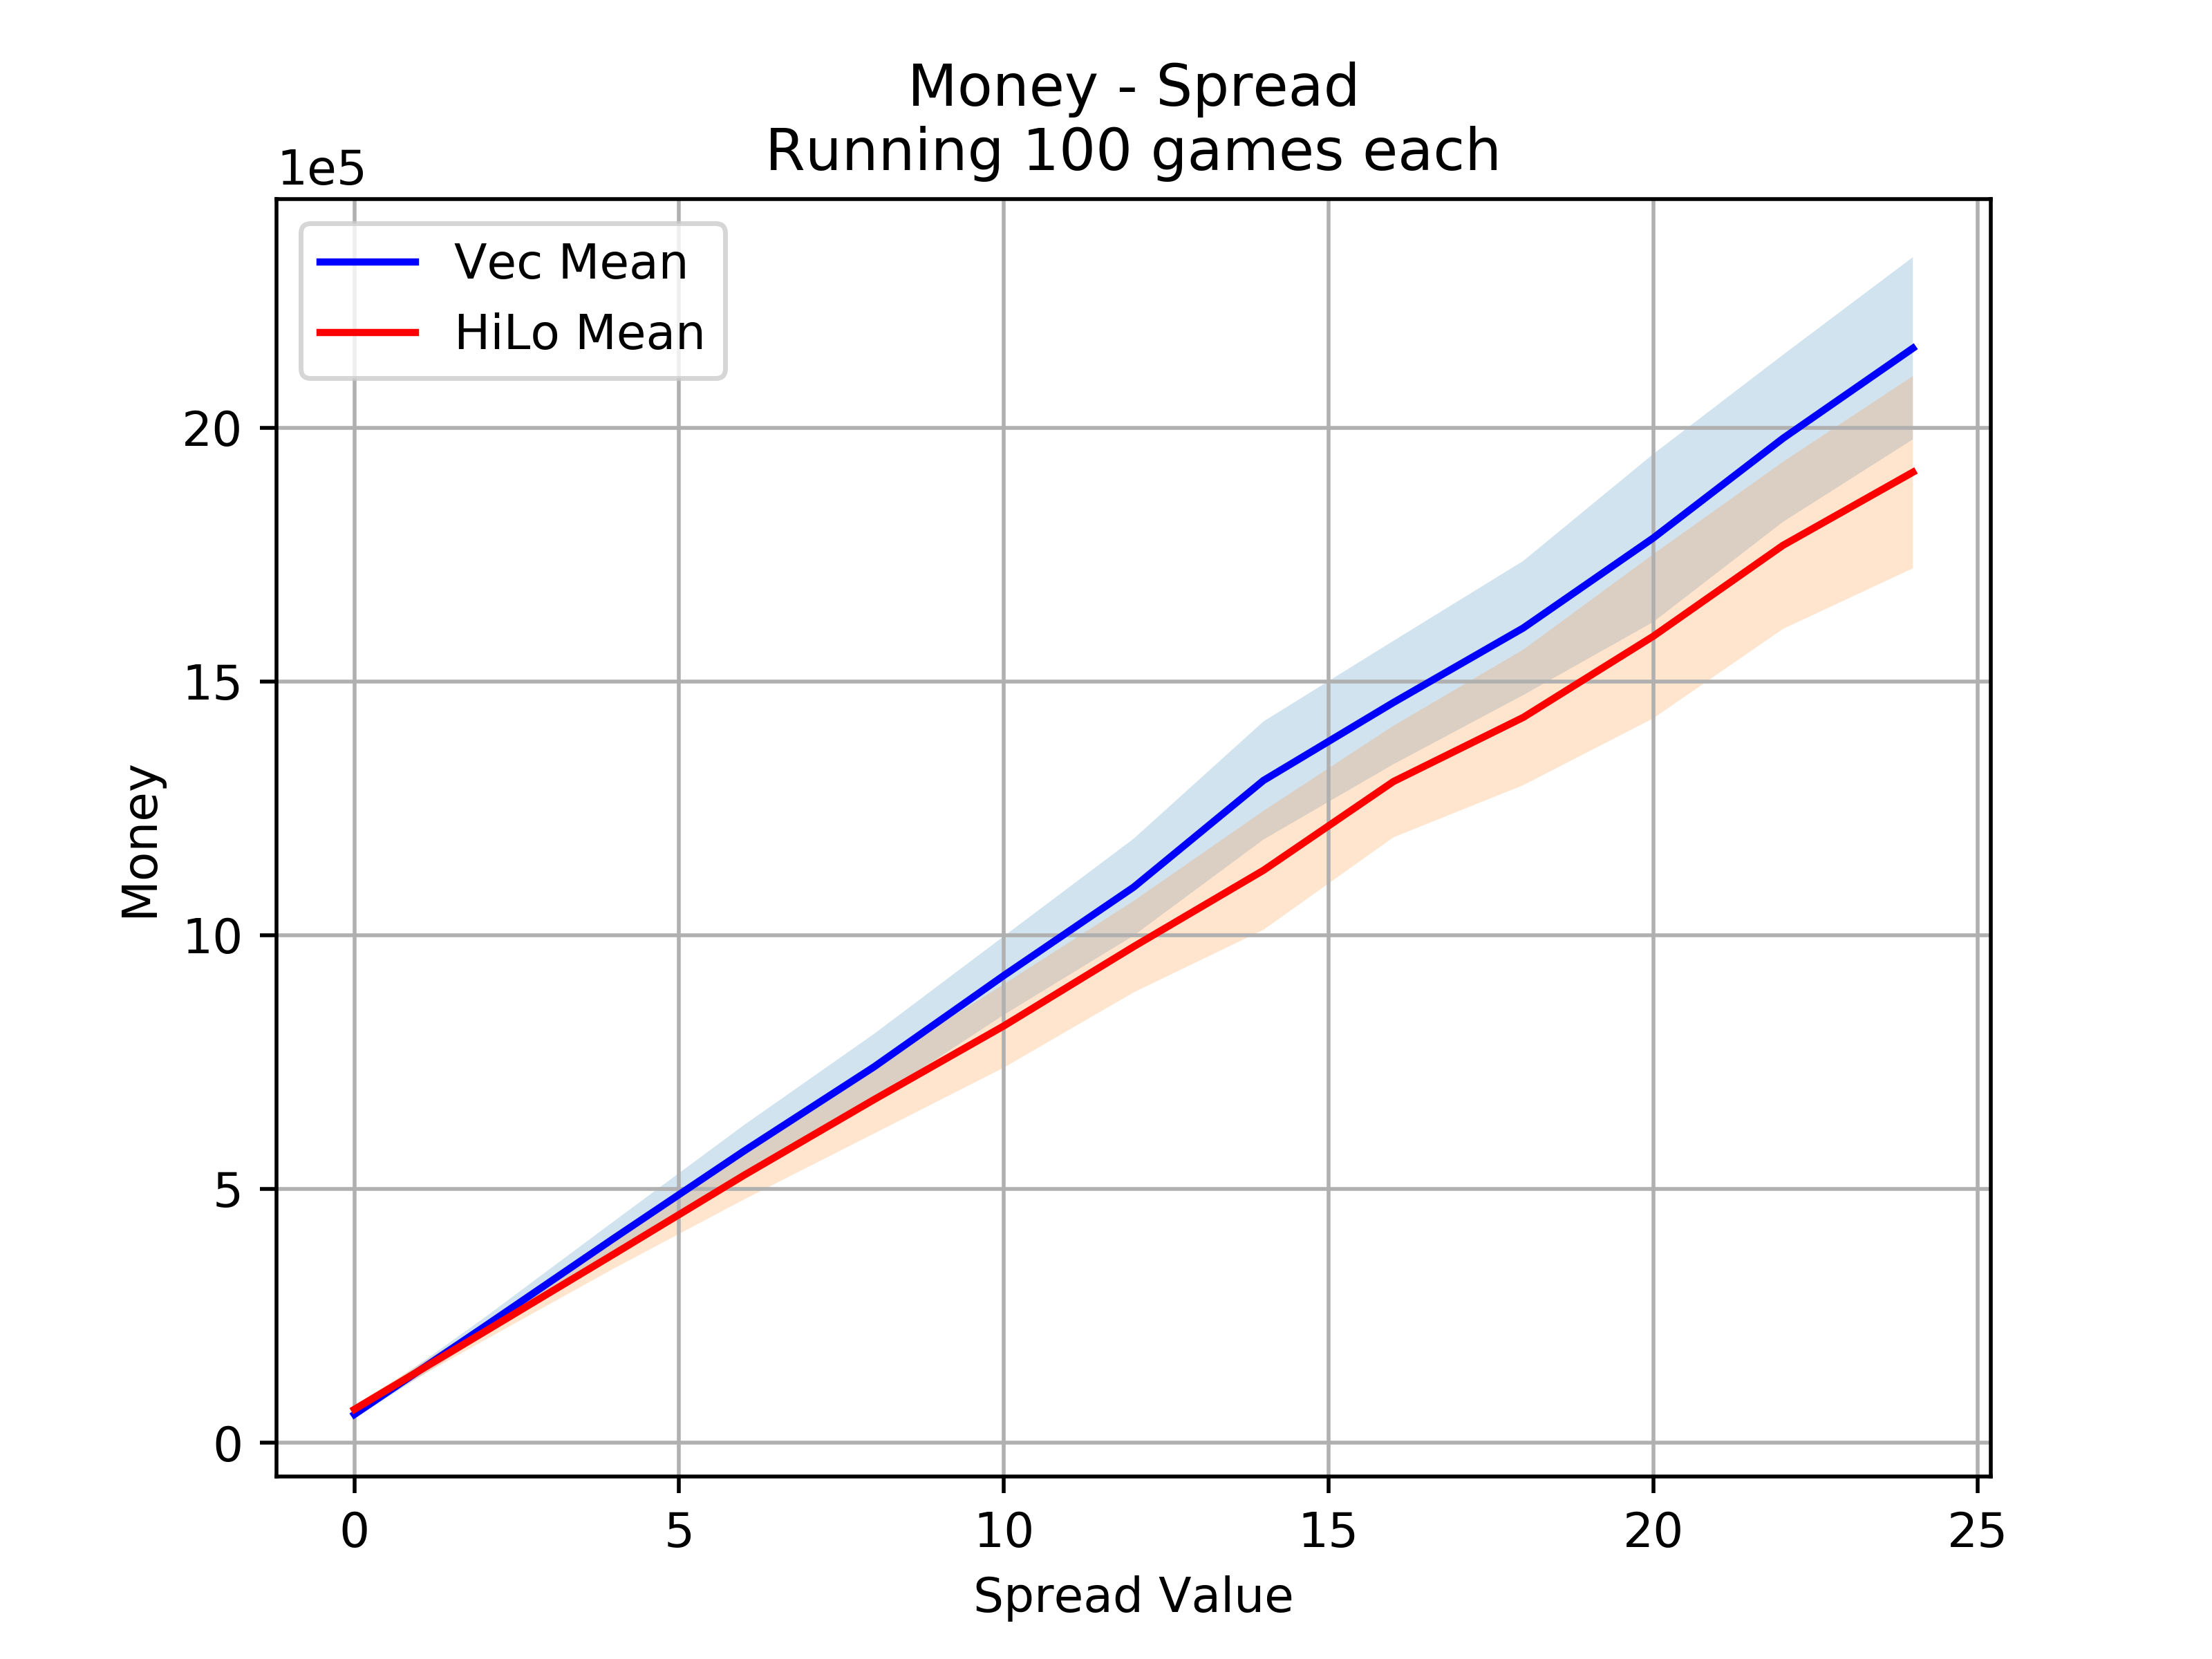 Money - Spread
Running 100 games each
1e5
Vec Mean
HiLo Mean
20
15
10
5
0
Money
0 5 10 15 20 25
Spread Value